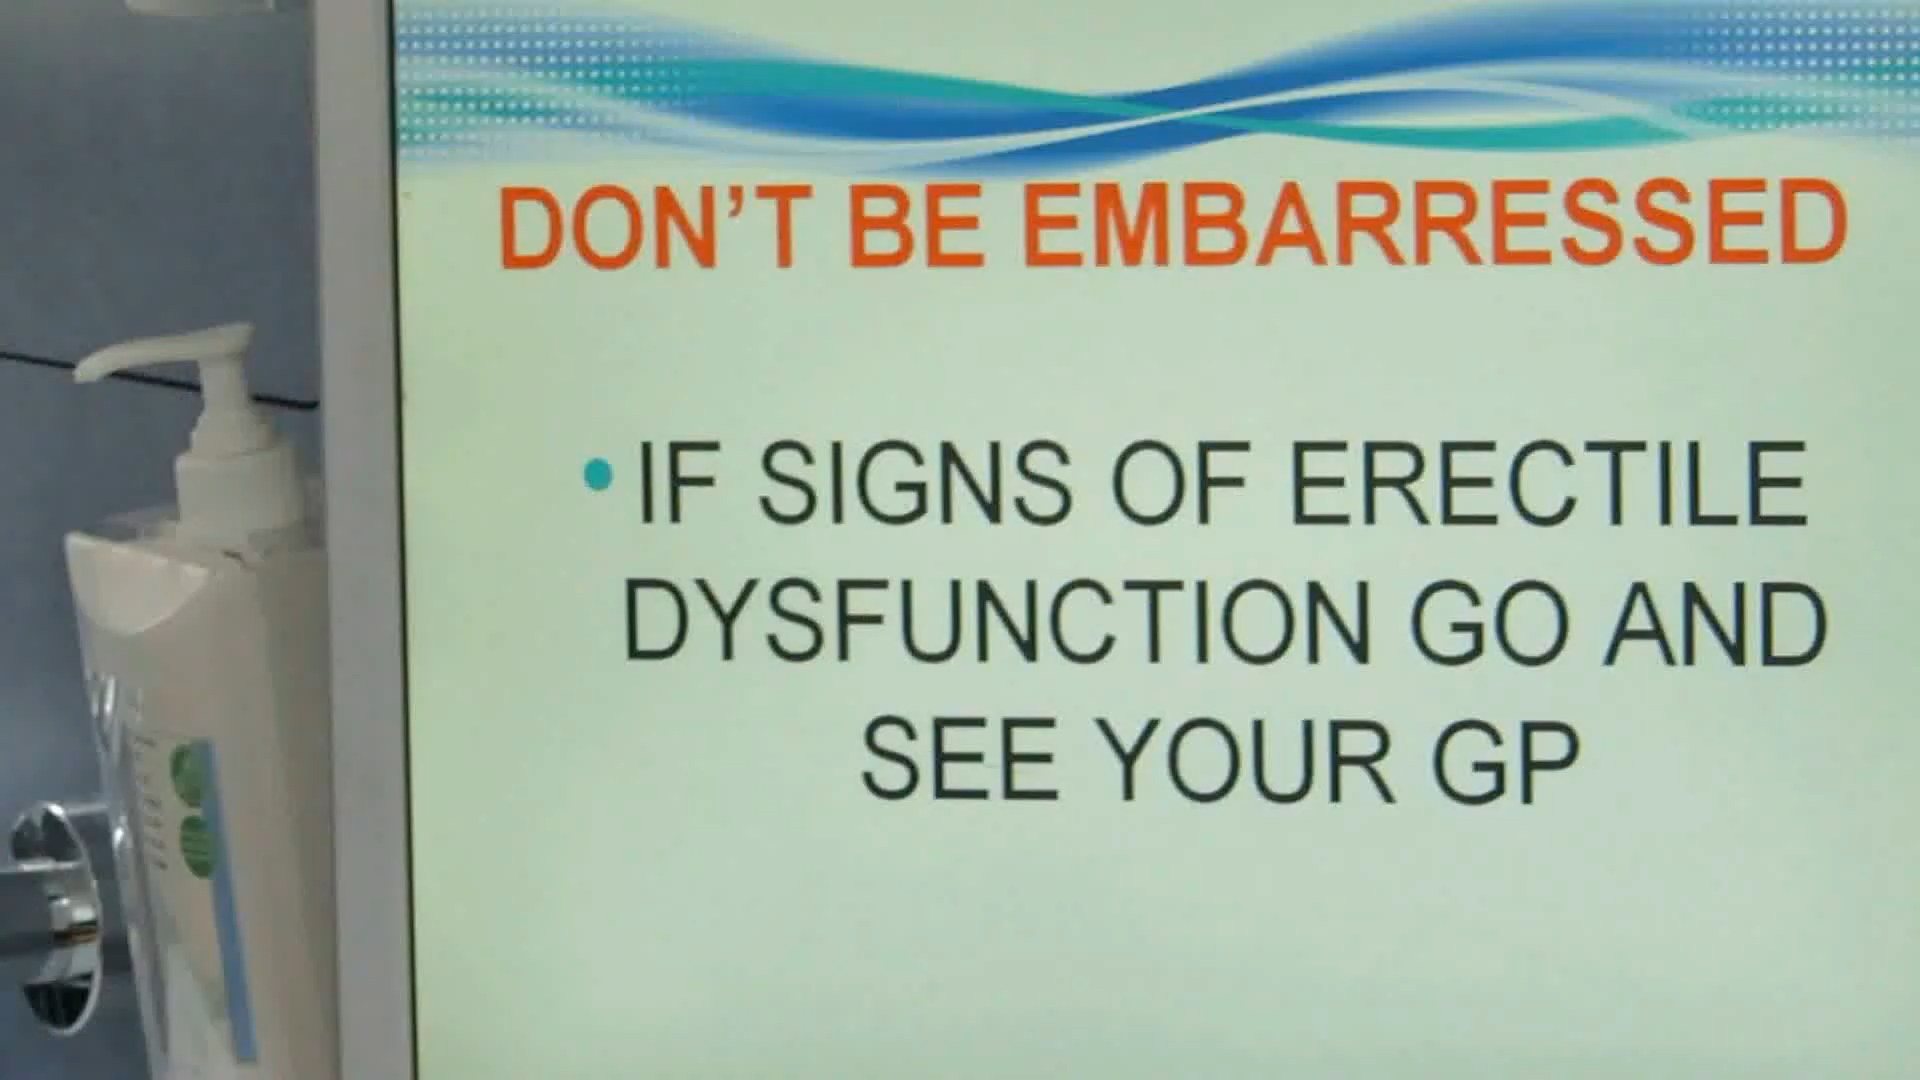 DON'T BE EMBARRESSED
• IF SIGNS OF ERECTILE
DYSFUNCTION GO AND
SEE YOUR GP